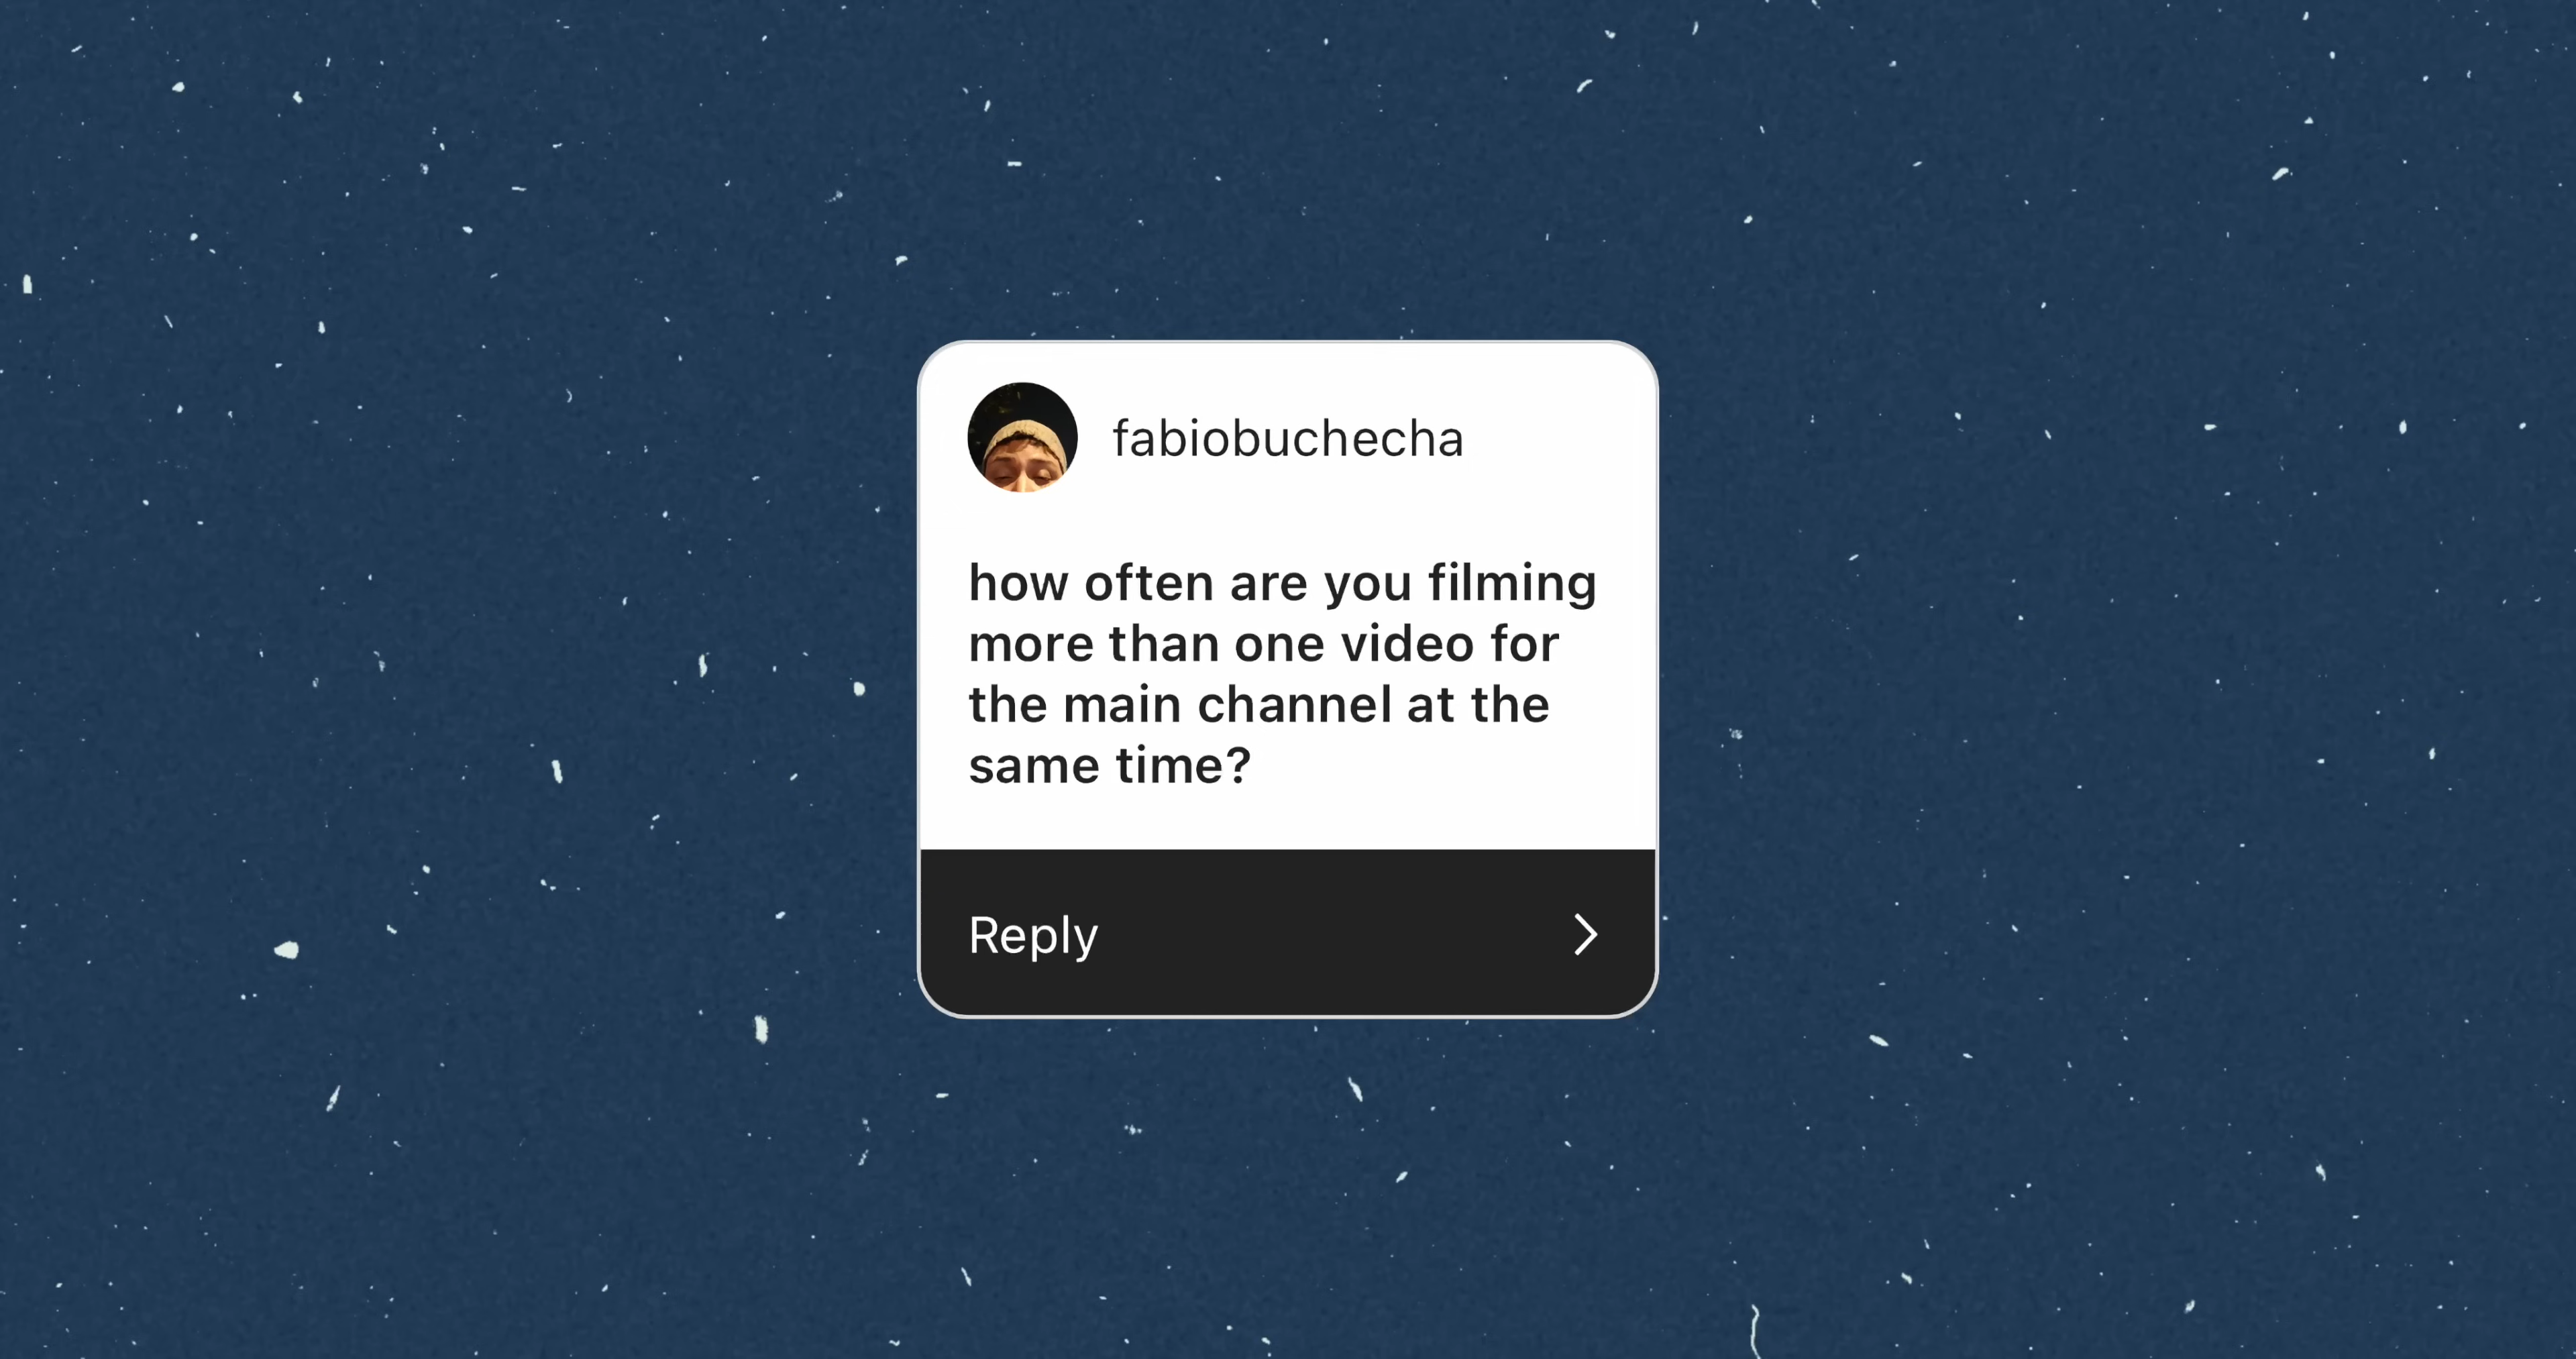 fabiobuchecha
how often are you filming
more than one video for
the main channel at the
same time?
Reply